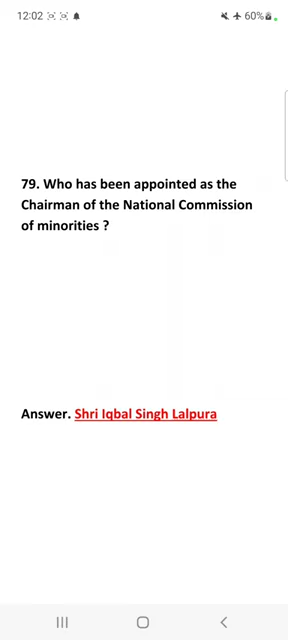 12:02
60%
79. Who has been appointed as the
Chairman of the National Commission
of minorities ?
Answer. Shri Iqbal Singh Lalpura